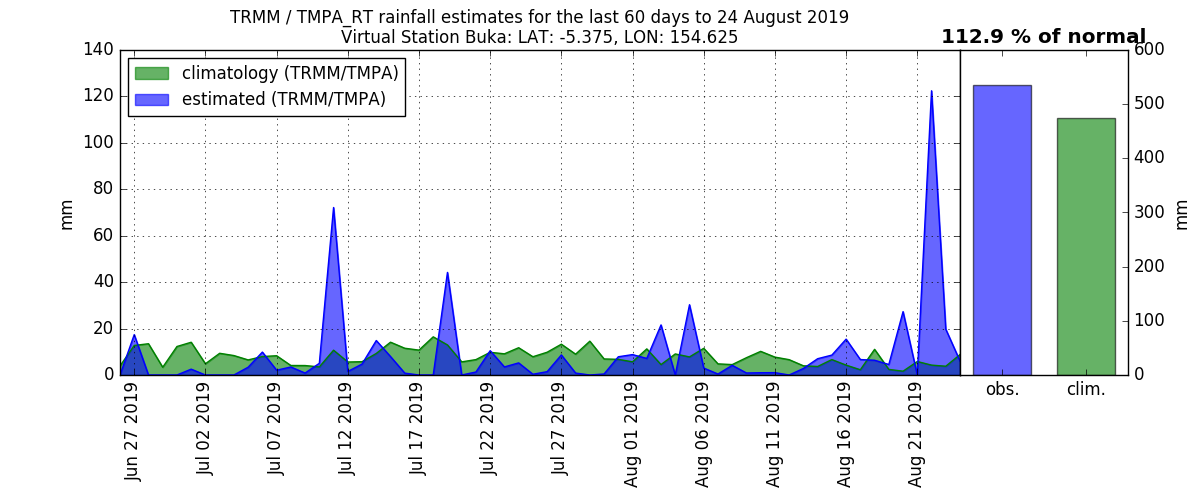 TRMM / TMPA_RT rainfall estimates for the last 60 days to 24 August 2019
Virtual Station Buka: LAT: -5.375, LON: 154.625
112.9 % of normal
climatology (TRMM/TMPA)
estimated (TRMM/TMPA)
140
120
100
80
60
40
20
0
mm
Jun 27 2019
Jul 02 2019
Jul 07 2019
Jul 12 2019
Jul 17 2019
Jul 22 2019
Jul 27 2019
Aug 01 2019
Aug 06 2019
Aug 11 2019
Aug 16 2019
Aug 21 2019
600
500
400
300
200
100
0
mm
obs.
clim.